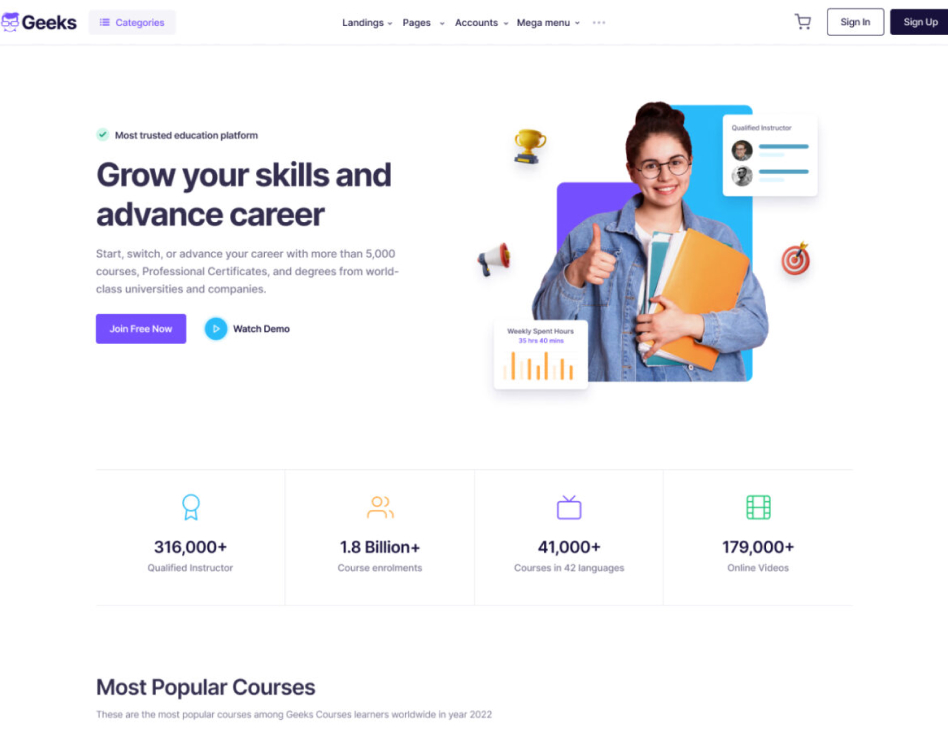 Geeks
Categories
Landings
Pages
Accounts
Mega menu
Sign In
Sign Up
Most trusted education platform
Grow your skills and
advance career
Start, switch, or advance your career with more than 5,000
courses, Professional Certificates, and degrees from world-
class universities and companies.
Join Free Now
Watch Demo
Qualified Instructor
Weekly Spent Hours
35 hrs 40 mins
316,000+
Qualified Instructor
1.8 Billion+
Course enrolments
41,000+
Courses in 42 languages
179,000+
Online Videos
Most Popular Courses
These are the most popular courses among Geeks Courses learners worldwide in year 2022